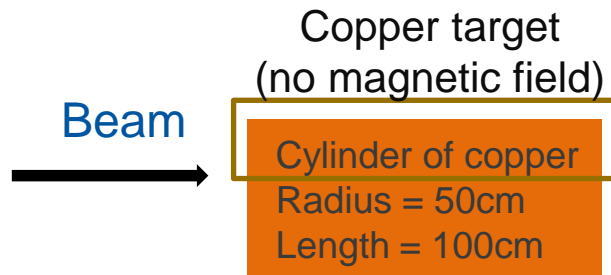 Copper target
(no magnetic field)
Beam
Cylinder of copper
Radius = 50cm
Length = 100cm